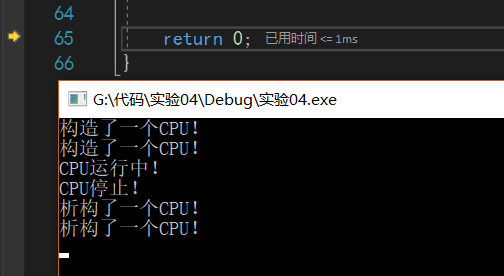 64
65 return 0; 已用时间 <= 1ms
66 }
G:\代码\实验04\Debug\实验04.exe
构造了一个CPU!
构造了一个CPU!
CPU运行中!
CPU停止!
析构了一个CPU!
析构了一个CPU!